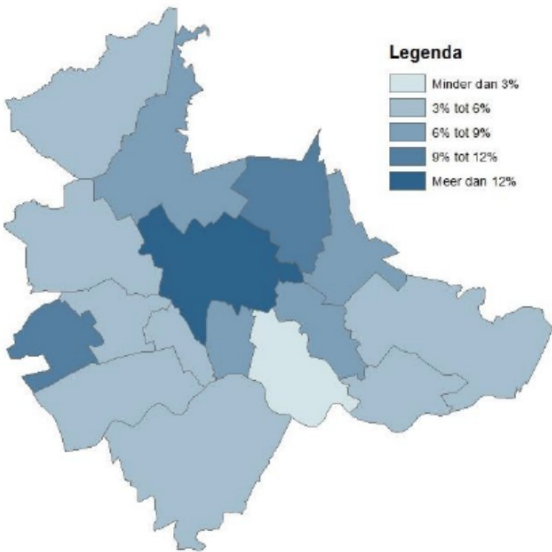 Legenda
Minder dan 3%
3% tot 6%
6% tot 9%
9% tot 12%
Meer dan 12%